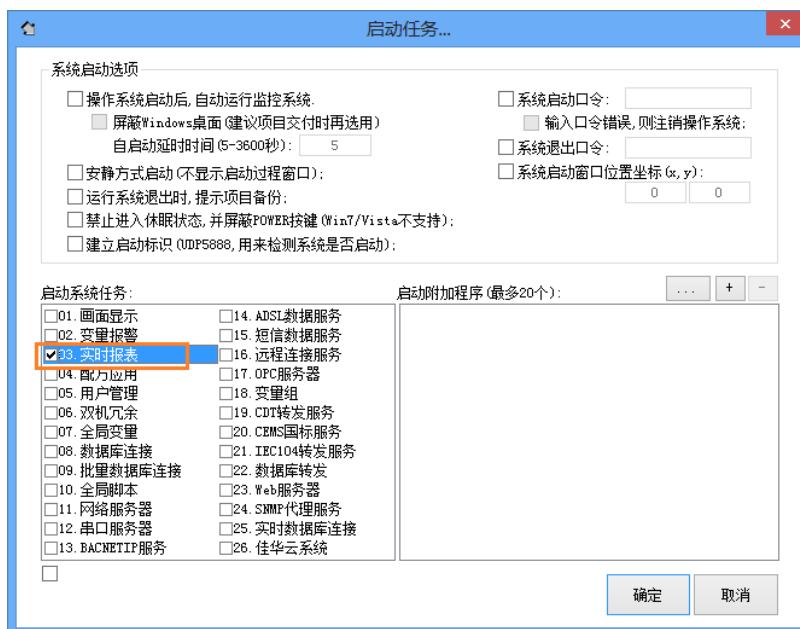 启动任务...
系统启动选项
操作系统启动后,自动运行监控系统.
屏蔽Windows桌面(建议项目交付时再选用)
自启动延时时间(5-3600秒): 5
安静方式启动(不显示启动过程窗口);
运行系统退出时,提示项目备份;
禁止进入休眠状态,并屏蔽POWER按键(Win7/Vista不支持);
建立启动标识(UDP5888,用来检测系统是否启动);
系统启动口令:
输入口令错误,则注销操作系统;
系统退出口令:
系统启动窗口位置坐标(x,y):
0 0
启动系统任务:
01.画面显示
02.变量报警
03.实时报表
04.配方应用
05.用户管理
06.双机冗余
07.全局变量
08.数据库连接
09.批量数据库连接
10.全局脚本
11.网络服务器
12.串口服务器
13.BACNETIP服务
14.ADSL数据服务
15.短信数据服务
16.远程连接服务
17.OPC服务器
18.变量组
19.CDT转发服务
20.CEMS国标服务
21.IEC104转发服务
22.数据库转发
23.Web服务器
24.SNMP代理服务
25.实时数据库连接
26.佳华云系统
启动附加程序(最多20个):
... + -
确定 取消